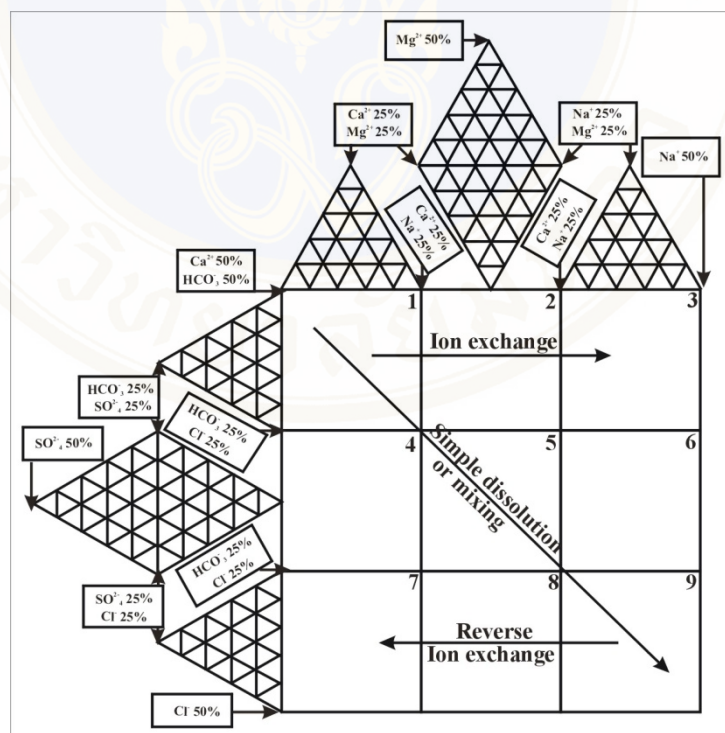 Mg²⁺ 50%
Ca²⁺ 25%
Mg²⁺ 25%
Na⁺ 25%
Mg²⁺ 25%
Na⁺ 50%
Ca²⁺ 25%
Na⁺ 25%
Ca²⁺ 25%
Na⁺ 25%
Ca²⁺ 50%
HCO⁻₃ 50%
1
2
3
Ion exchange
HCO⁻₃ 25%
SO²⁻₄ 25%
HCO⁻₃ 25%
Cl⁻ 25%
SO²⁻₄ 50%
4
5
6
Simple dissolution
or mixing
HCO⁻₃ 25%
Cl⁻ 25%
SO²⁻₄ 25%
Cl⁻ 25%
7
8
9
Reverse
Ion exchange
Cl⁻ 50%